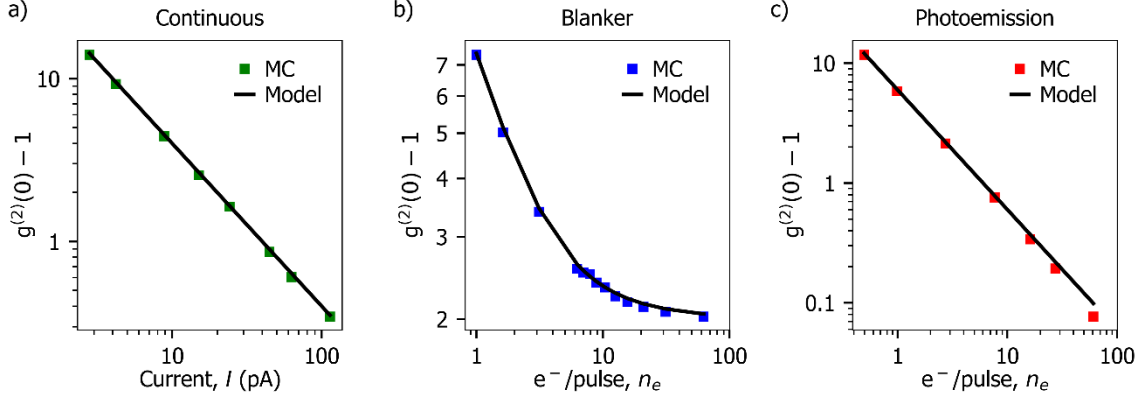 a)
Continuous
MC
Model
10
1
g⁽²⁾(0) − 1
10
100
Current, I (pA)
b)
Blanker
MC
Model
7
6
5
4
3
2
g⁽²⁾(0) − 1
1
10
100
e⁻/pulse, nₑ
c)
Photoemission
MC
Model
10
1
0.1
g⁽²⁾(0) − 1
1
10
100
e⁻/pulse, nₑ